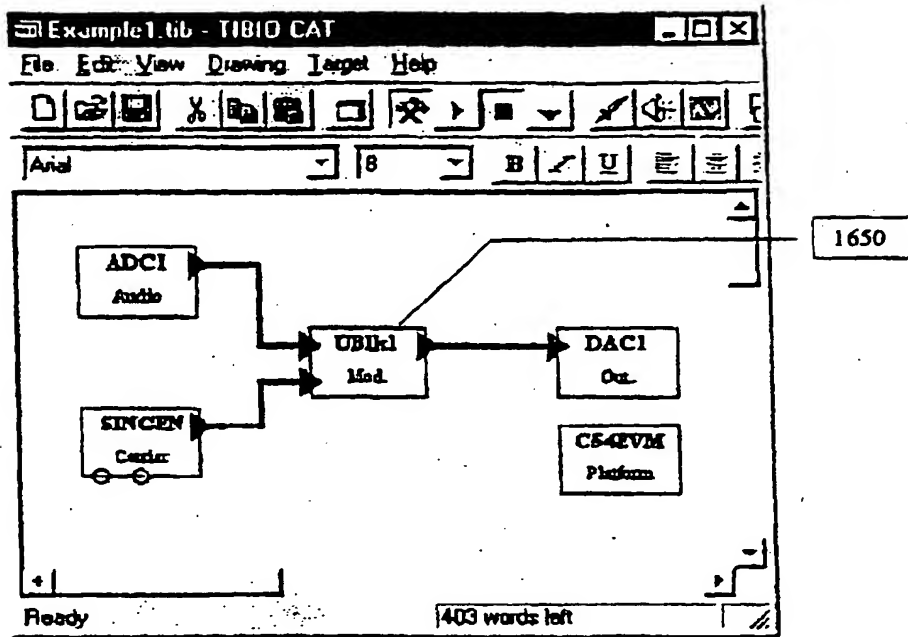 Example1.tib - TIBIO CAT
File Edit View Drawing Target Help
Arial 8 B I U
1650
ADC1
Audio
UBlk1
Mod.
DAC1
Out.
SINGEN
Carrier
C54EVM
Platform
Ready 403 words left